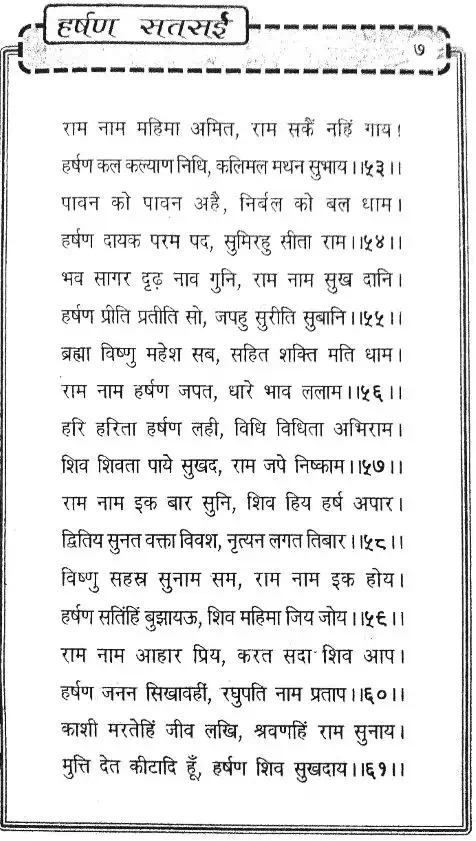 हर्षण सतसई
७
राम नाम महिमा अमित, राम सकैं नहिं गाय।
हर्षण कल कल्याण निधि, कलिमल मथन सुभाय।।५३।।
पावन को पावन अहै, निर्बल को बल धाम।
हर्षण दायक परम पद, सुमिरहु सीता राम।।५४।।
भव सागर दृढ़ नाव गुनि, राम नाम सुख दानि।
हर्षण प्रीति प्रतीति सो, जपहु सुरीति सुबानि।।५५।।
ब्रह्मा विष्णु महेश सब, सहित शक्ति मति धाम।
राम नाम हर्षण जपत, धारे भाव ललाम।।५६।।
हरि हरिता हर्षण लही, विधि विधिता अभिराम।
शिव शिवता पाये सुखद, राम जपे निष्काम।।५७।।
राम नाम इक बार सुनि, शिव हिय हर्ष अपार।
द्वितिय सुनत वक्ता विवश, नृत्यन लगत तिबार।।५८।।
विष्णु सहस्र सुनाम सम, राम नाम इक होय।
हर्षण सतिंहिं बुझायऊ, शिव महिमा जिय जोय।।५९।।
राम नाम आहार प्रिय, करत सदा शिव आप।
हर्षण जनन सिखावहीं, रघुपति नाम प्रताप।।६०।।
काशी मरतेहिं जीव लखि, श्रवणहिं राम सुनाय।
मुत्ति देत कीटादि हूँ, हर्षण शिव सुखदाय।।६१।।